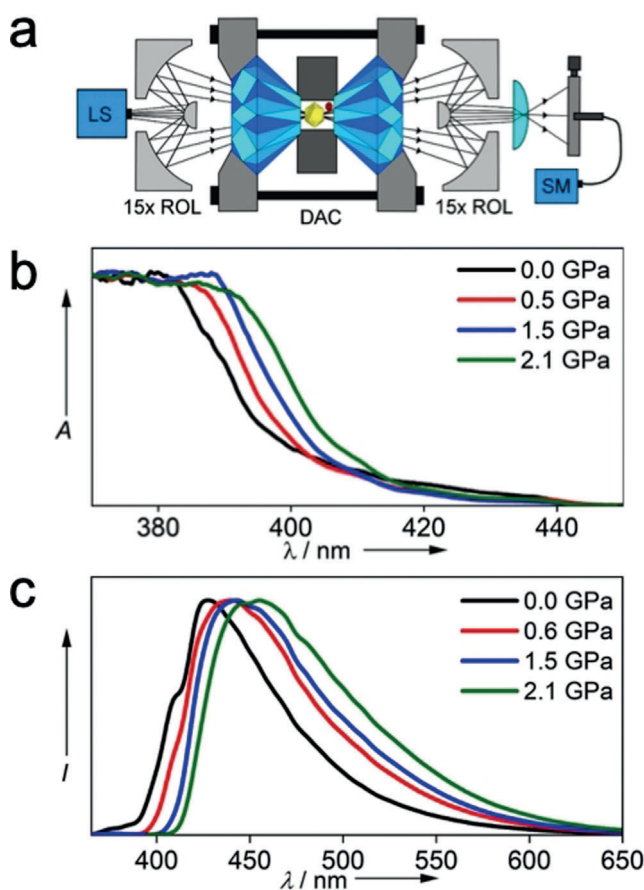 a
LS
SM
15x ROL
DAC
15x ROL
b
0.0 GPa
0.5 GPa
1.5 GPa
2.1 GPa
A
380
400
420
440
λ / nm
c
0.0 GPa
0.6 GPa
1.5 GPa
2.1 GPa
I
400
450
500
550
600
650
λ / nm